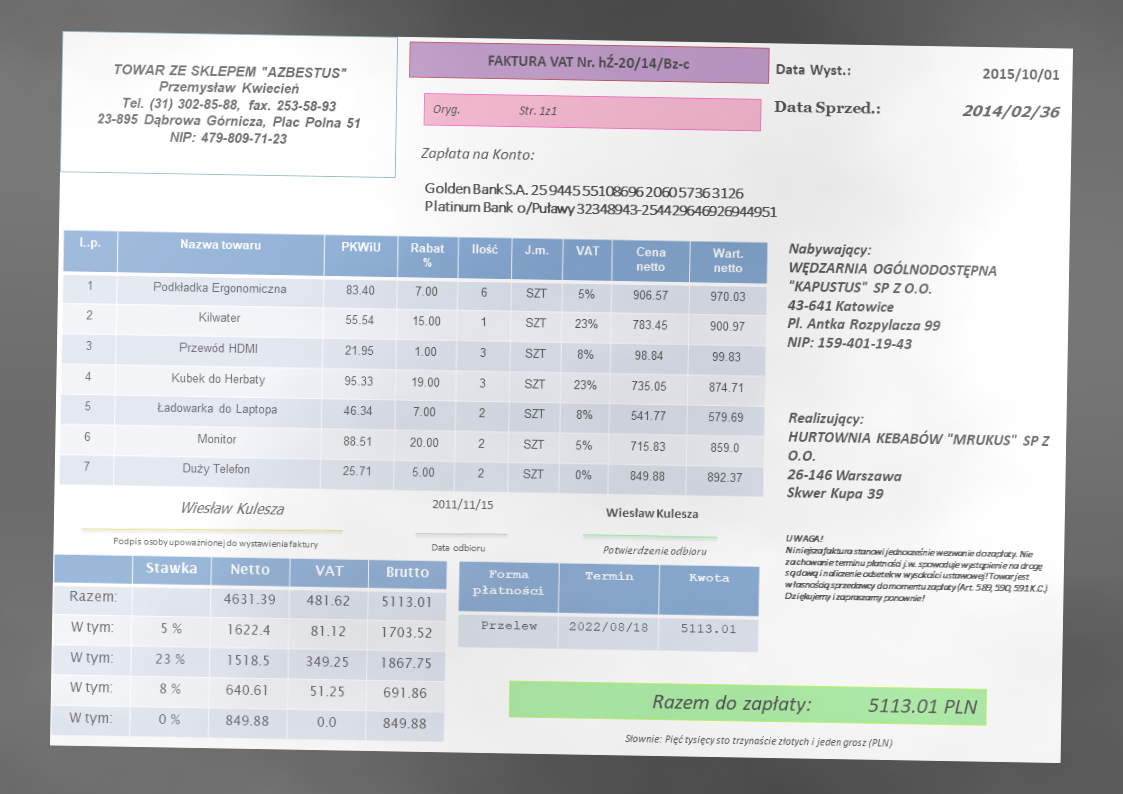 TOWAR ZE SKLEPEM "AZBESTUS"
Przemysław Kwiecień
Tel. (31) 302-85-88, fax. 253-58-93
23-895 Dąbrowa Górnicza, Plac Polna 51
NIP: 479-809-71-23
FAKTURA VAT Nr. hŹ-20/14/Bz-c
Oryg. Str. 1z1
Data Wyst.: 2015/10/01
Data Sprzed.: 2014/02/36
Zapłata na Konto:
Golden Bank S.A. 25 9445 5510 8696 2060 5736 3126
Platinum Bank o/Puławy 32348943-254429646926944951
L.p. Nazwa towaru PKWiU Rabat % Ilość J.m. VAT Cena netto Wart. netto
1 Podkładka Ergonomiczna 83.40 7.00 6 SZT 5% 906.57 970.03
2 Kilwater 55.54 15.00 1 SZT 23% 783.45 900.97
3 Przewód HDMI 21.95 1.00 3 SZT 8% 98.84 99.83
4 Kubek do Herbaty 95.33 19.00 3 SZT 23% 735.05 874.71
5 Ładowarka do Laptopa 46.34 7.00 2 SZT 8% 541.77 579.69
6 Monitor 88.51 20.00 2 SZT 5% 715.83 859.0
7 Duży Telefon 25.71 5.00 2 SZT 0% 849.88 892.37
Nabywający:
WĘDZARNIA OGÓLNODOSTĘPNA
"KAPUSTUS" SP Z O.O.
43-641 Katowice
Pl. Antka Rozpylacza 99
NIP: 159-401-19-43
Realizujący:
HURTOWNIA KEBABÓW "MRUKUS" SP Z
O.O.
26-146 Warszawa
Skwer Kupa 39
Wiesław Kulesza
Podpis osoby upoważnionej do wystawienia faktury
2011/11/15
Data odbioru
Wiesław Kulesza
Potwierdzenie odbioru
UWAGA!
Niniejsza faktura stanowi jednocześnie wezwanie do zapłaty. Nie
zachowanie terminu płatności j.w. spowoduje wystąpienie na drogę
sądową i naliczenie odsetek w wysokości ustawowej! Towar jest
własnością sprzedawcy do momentu zapłaty (Art. 589, 590, 591 K.C.)
Dziękujemy i zapraszamy ponownie!
Stawka Netto VAT Brutto
Razem: 4631.39 481.62 5113.01
W tym: 5 % 1622.4 81.12 1703.52
W tym: 23 % 1518.5 349.25 1867.75
W tym: 8 % 640.61 51.25 691.86
W tym: 0 % 849.88 0.0 849.88
Forma płatności Termin Kwota
Przelew 2022/08/18 5113.01
Razem do zapłaty: 5113.01 PLN
Słownie: Pięć tysięcy sto trzynaście złotych i jeden grosz (PLN)